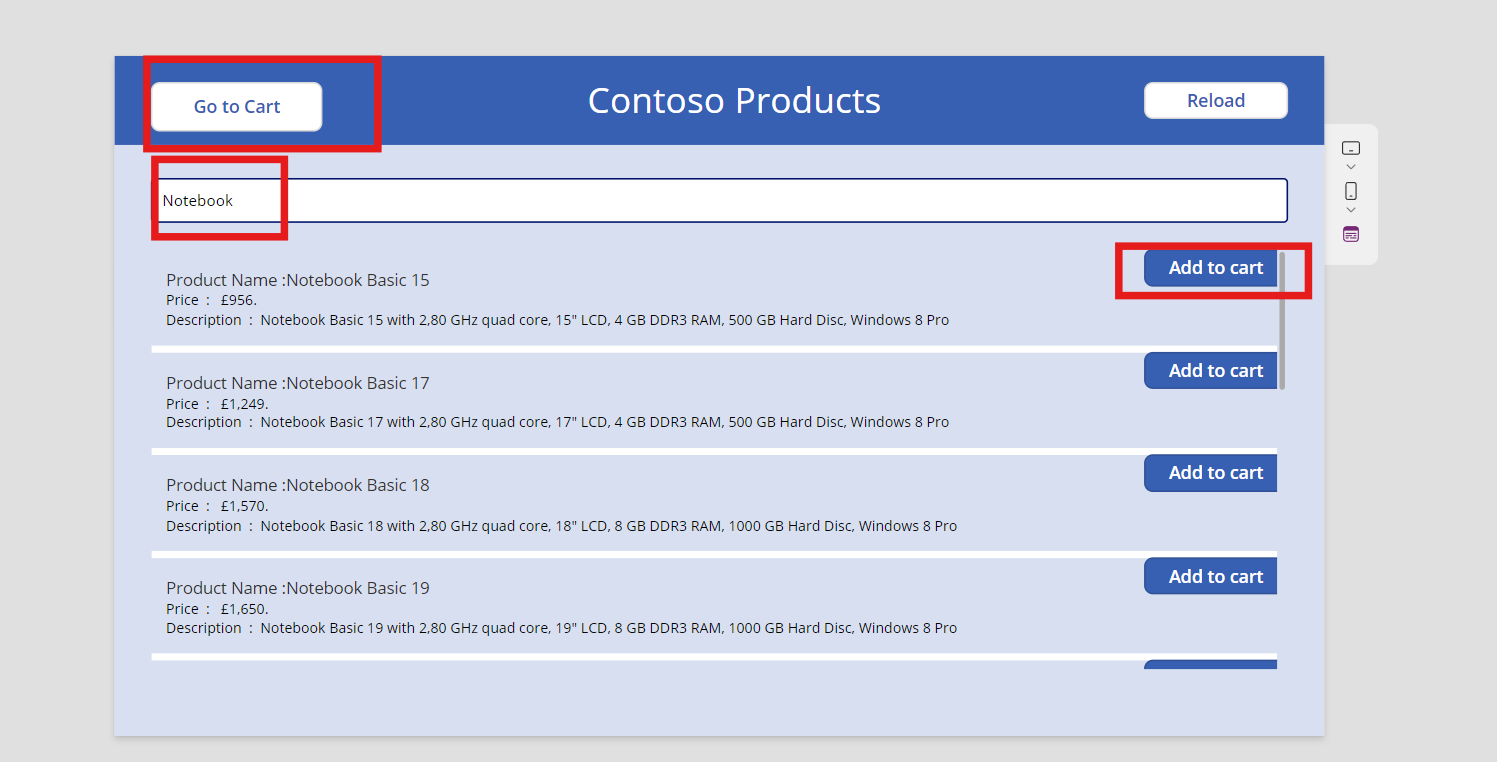 Go to Cart
Contoso Products
Reload
Notebook
Add to cart
Product Name :Notebook Basic 15
Price : £956.
Description : Notebook Basic 15 with 2,80 GHz quad core, 15" LCD, 4 GB DDR3 RAM, 500 GB Hard Disc, Windows 8 Pro
Add to cart
Product Name :Notebook Basic 17
Price : £1,249.
Description : Notebook Basic 17 with 2,80 GHz quad core, 17" LCD, 4 GB DDR3 RAM, 500 GB Hard Disc, Windows 8 Pro
Add to cart
Product Name :Notebook Basic 18
Price : £1,570.
Description : Notebook Basic 18 with 2,80 GHz quad core, 18" LCD, 8 GB DDR3 RAM, 1000 GB Hard Disc, Windows 8 Pro
Add to cart
Product Name :Notebook Basic 19
Price : £1,650.
Description : Notebook Basic 19 with 2,80 GHz quad core, 19" LCD, 8 GB DDR3 RAM, 1000 GB Hard Disc, Windows 8 Pro